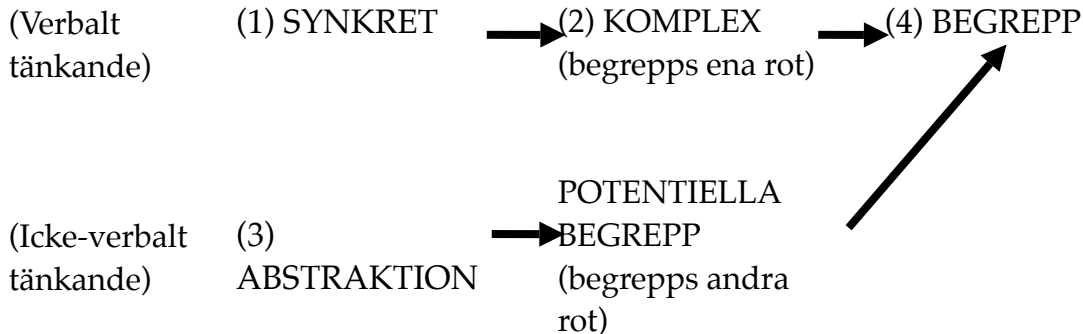 (Verbalt (1) SYNKRET (2) KOMPLEX (4) BEGREPP
tänkande) (begrepps ena rot)
POTENTIELLA
(Icke-verbalt (3) BEGREPP
tänkande) ABSTRAKTION (begrepps andra
rot)